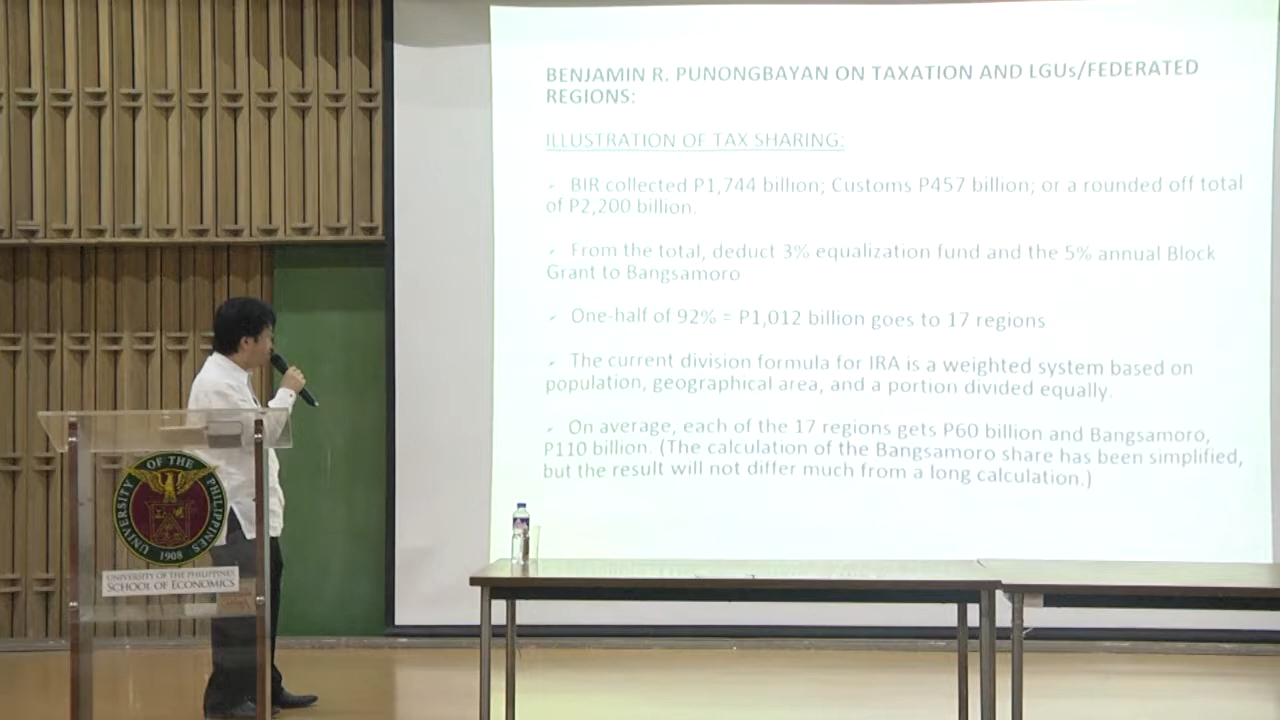 BENJAMIN R. PUNONGBAYAN ON TAXATION AND LGUs/FEDERATED
REGIONS:
ILLUSTRATION OF TAX SHARING:
BIR collected P1,744 billion; Customs P457 billion; or a rounded off total
of P2,200 billion.
From the total, deduct 3% equalization fund and the 5% annual Block
Grant to Bangsamoro
One-half of 92% = P1,012 billion goes to 17 regions
The current division formula for IRA is a weighted system based on
population, geographical area, and a portion divided equally.
On average, each of the 17 regions gets P60 billion and Bangsamoro,
P110 billion. (The calculation of the Bangsamoro share has been simplified,
but the result will not differ much from a long calculation.)
UNIVERSITY OF THE PHILIPPINES
1908
UNIVERSITY OF THE PHILIPPINES
SCHOOL OF ECONOMICS